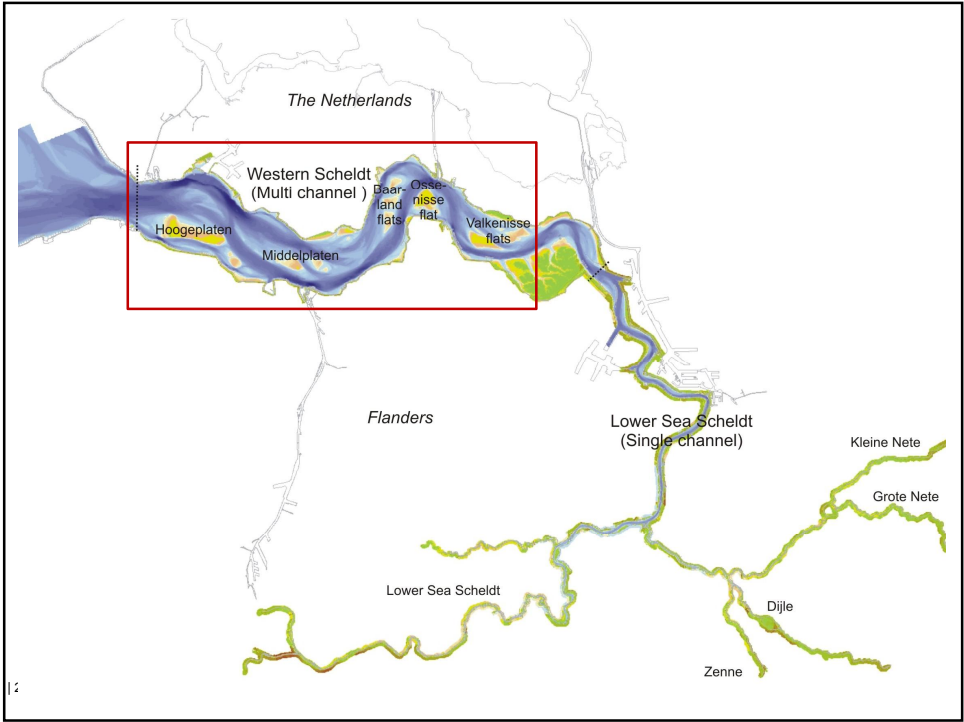 The Netherlands
Western Scheldt
(Multi channel )
Baar-
land
flats
Osse-
nisse
flat
Hoogeplaten
Middelplaten
Valkenisse
flats
Flanders
Lower Sea Scheldt
(Single channel)
Kleine Nete
Grote Nete
Lower Sea Scheldt
Dijle
Zenne